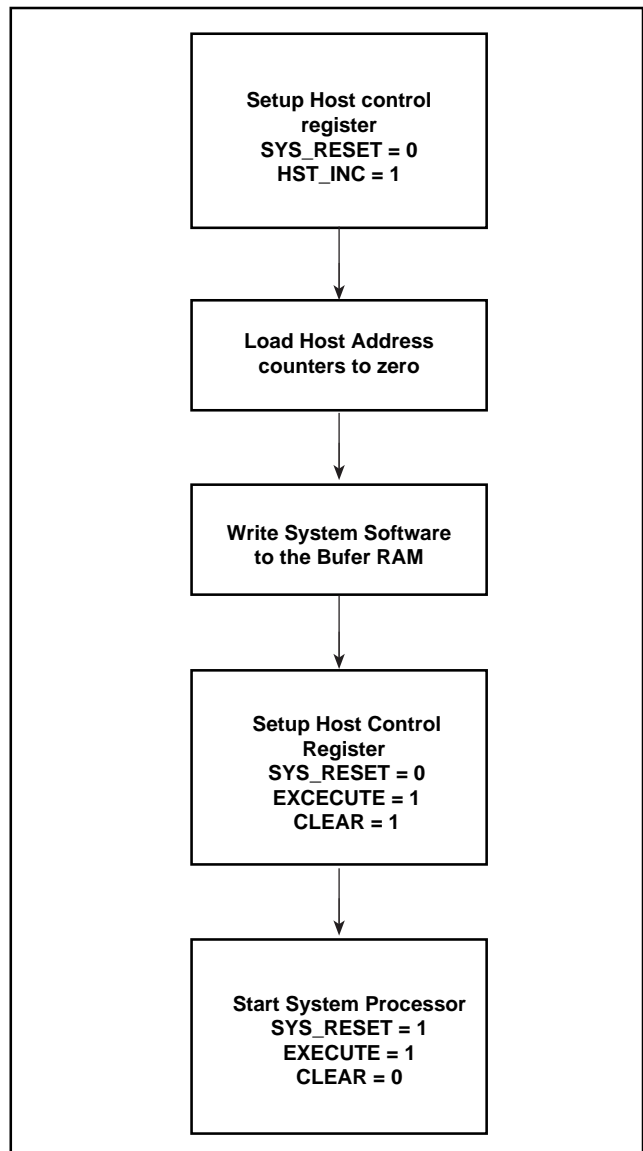 Setup Host control
register
SYS_RESET = 0
HST_INC = 1
Load Host Address
counters to zero
Write System Software
to the Bufer RAM
Setup Host Control
Register
SYS_RESET = 0
EXCECUTE = 1
CLEAR = 1
Start System Processor
SYS_RESET = 1
EXECUTE = 1
CLEAR = 0